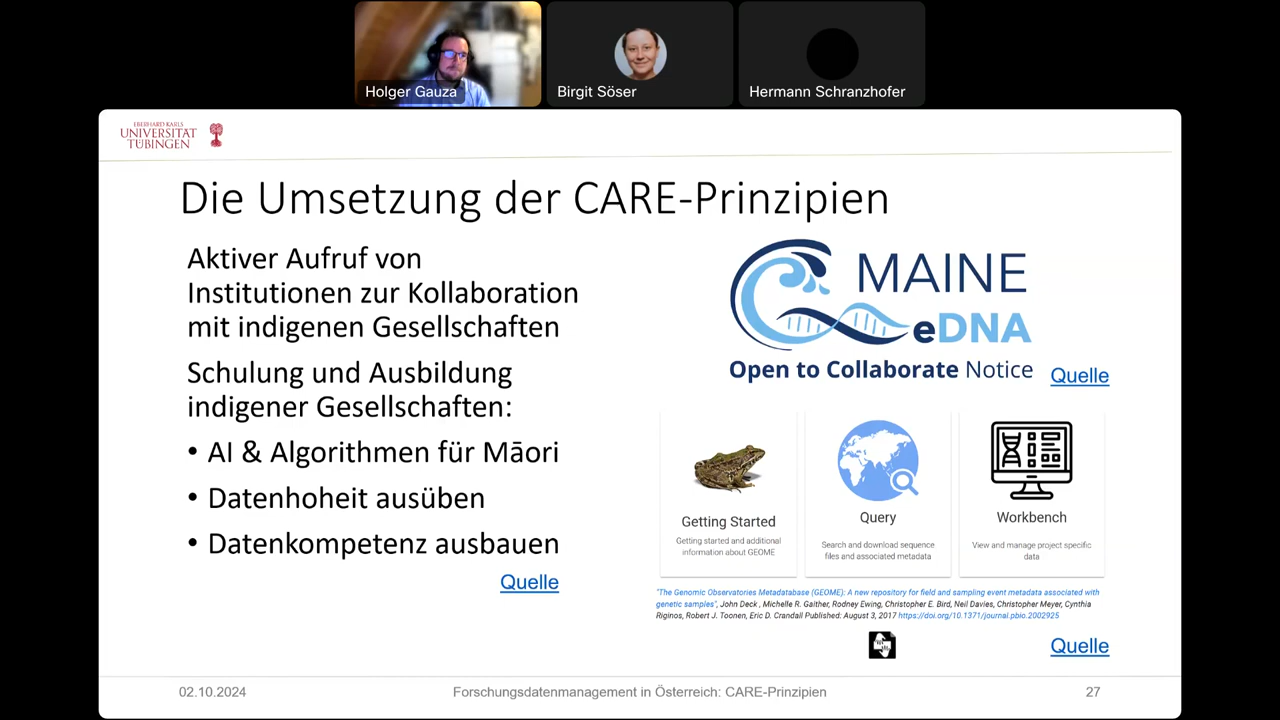 Holger Gauza
Birgit Söser
Hermann Schranzhofer
EBERHARD KARLS
UNIVERSITÄT
TÜBINGEN
Die Umsetzung der CARE-Prinzipien
Aktiver Aufruf von
Institutionen zur Kollaboration
mit indigenen Gesellschaften
Schulung und Ausbildung
indigener Gesellschaften:
• AI & Algorithmen für Māori
• Datenhoheit ausüben
• Datenkompetenz ausbauen
Quelle
MAINE
eDNA
Open to Collaborate Notice
Quelle
Getting Started
Getting started and additional
information about GEOME
Query
Search and download sequence
files and associated metadata
Workbench
View and manage project specific
data
"The Genomic Observatories Metadatabase (GEOME): A new repository for field and sampling event metadata associated with
genetic samples", John Deck , Michelle R. Gaither, Rodney Ewing, Christopher E. Bird, Neil Davies, Christopher Meyer, Cynthia
Riginos, Robert J. Toonen, Eric D. Crandall Published: August 3, 2017 https://doi.org/10.1371/journal.pbio.2002925
Quelle
02.10.2024
Forschungsdatenmanagement in Österreich: CARE-Prinzipien
27